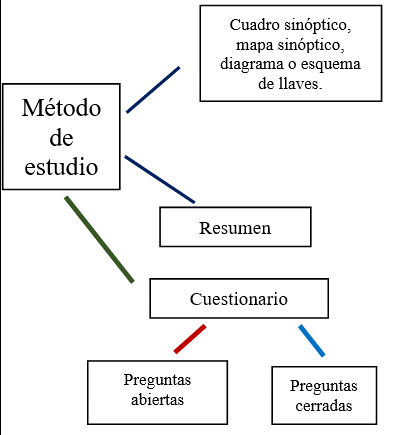 Cuadro sinóptico,
mapa sinóptico,
diagrama o esquema
de llaves.
Método
de
estudio
Resumen
Cuestionario
Preguntas
abiertas
Preguntas
cerradas